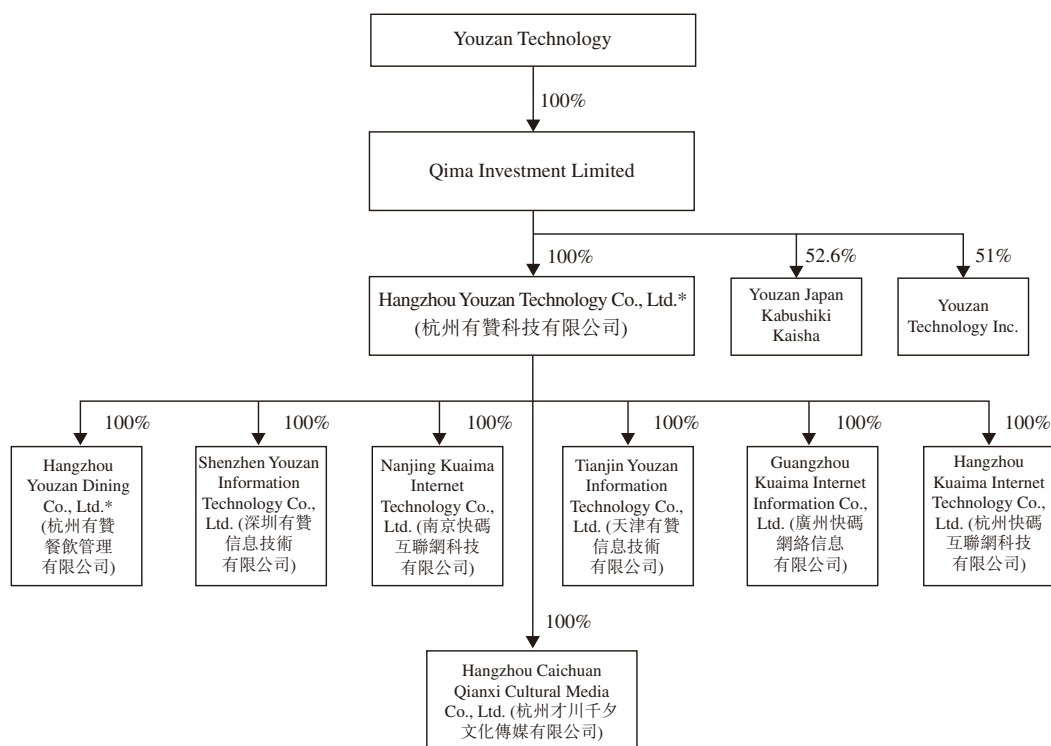 Youzan Technology
100%
Qima Investment Limited
100%
52.6%
51%
Hangzhou Youzan Technology Co., Ltd.*
(杭州有贊科技有限公司)
Youzan Japan
Kabushiki
Kaisha
Youzan
Technology Inc.
100%
100%
100%
100%
100%
100%
Hangzhou
Youzan Dining
Co., Ltd.*
(杭州有贊
餐飲管理
有限公司)
Shenzhen Youzan
Information
Technology Co.,
Ltd. (深圳有贊
信息技術
有限公司)
Nanjing Kuaima
Internet
Technology Co.,
Ltd. (南京快碼
互聯網科技
有限公司)
Tianjin Youzan
Information
Technology Co.,
Ltd. (天津有贊
信息技術
有限公司)
Guangzhou
Kuaima Internet
Information Co.,
Ltd. (廣州快碼
網絡信息
有限公司)
Hangzhou
Kuaima Internet
Technology Co.,
Ltd. (杭州快碼
互聯網科技
有限公司)
100%
Hangzhou Caichuan
Qianxi Cultural Media
Co., Ltd. (杭州才川千夕
文化傳媒有限公司)